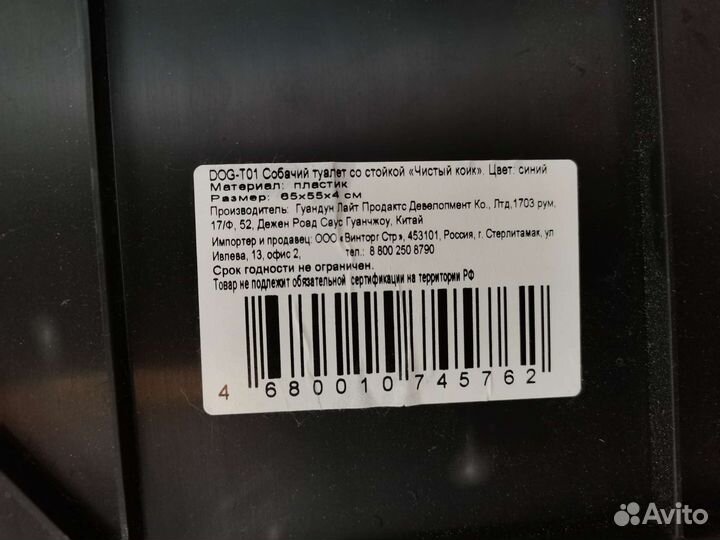 DOG-T01 Собачий туалет со стойкой «Чистый коик». Цвет: синий
Материал: пластик
Размер: 65х55х4 см
Производитель: Гуандун Лайт Продактс Девелопмент Ко., Лтд,1703 рум,
17/Ф, 52, Дежен Роад Саус Гуанчжоу, Китай
Импортер и продавец: ООО «Винторг Стр», 453101, Россия, г. Стерлитамак, ул
Ивлева, 13, офис 2, тел.: 8 800 250 8790
Срок годности не ограничен.
Товар не подлежит обязательной сертификации на территории РФ
4 680010 745762
Avito